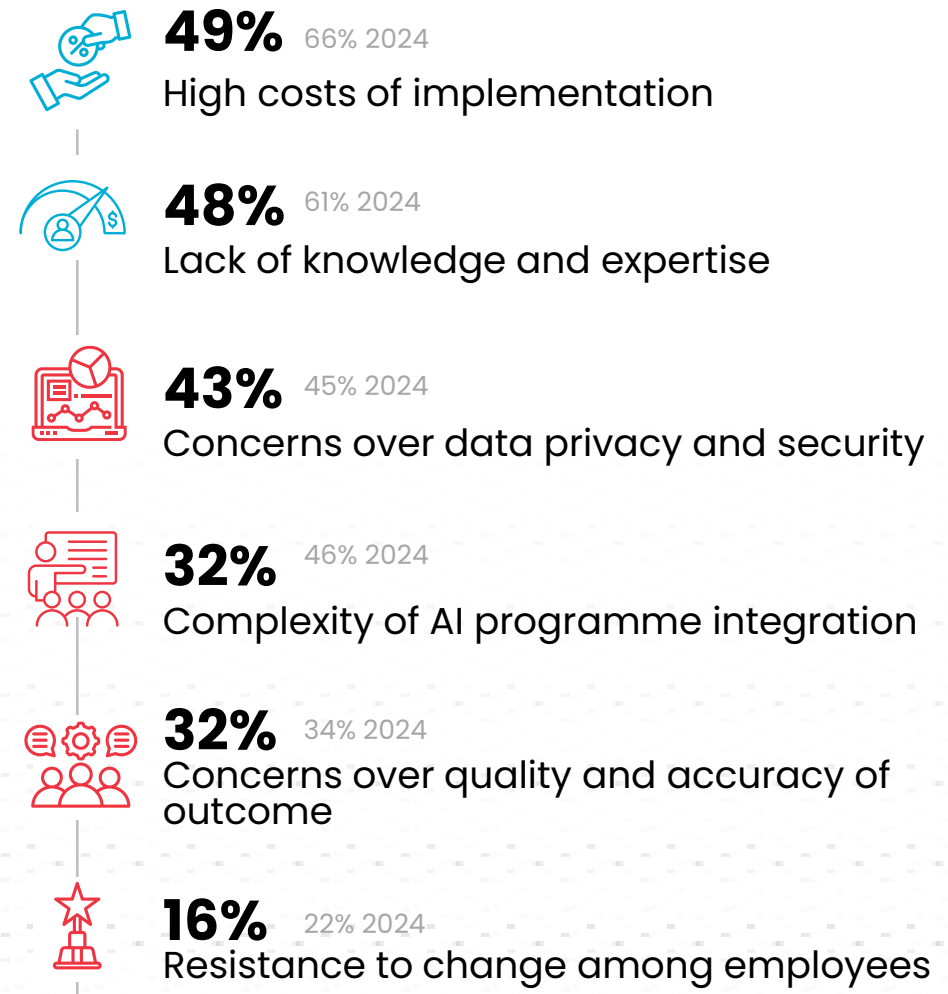 49% 66% 2024
High costs of implementation
48% 61% 2024
Lack of knowledge and expertise
43% 45% 2024
Concerns over data privacy and security
32% 46% 2024
Complexity of AI programme integration
32% 34% 2024
Concerns over quality and accuracy of
outcome
16% 22% 2024
Resistance to change among employees